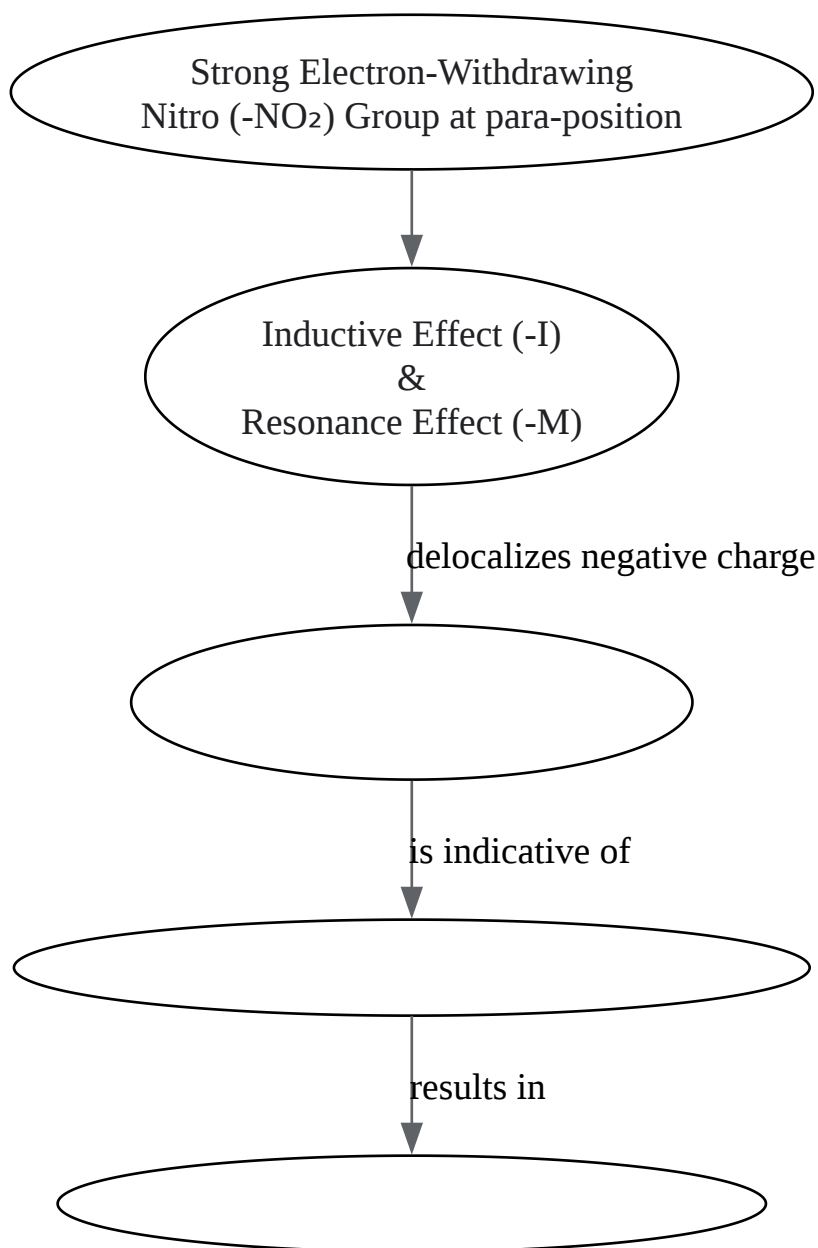 Strong Electron-Withdrawing
Nitro (-NO₂) Group at para-position
Inductive Effect (-I)
&
Resonance Effect (-M)
delocalizes negative charge
is indicative of
results in